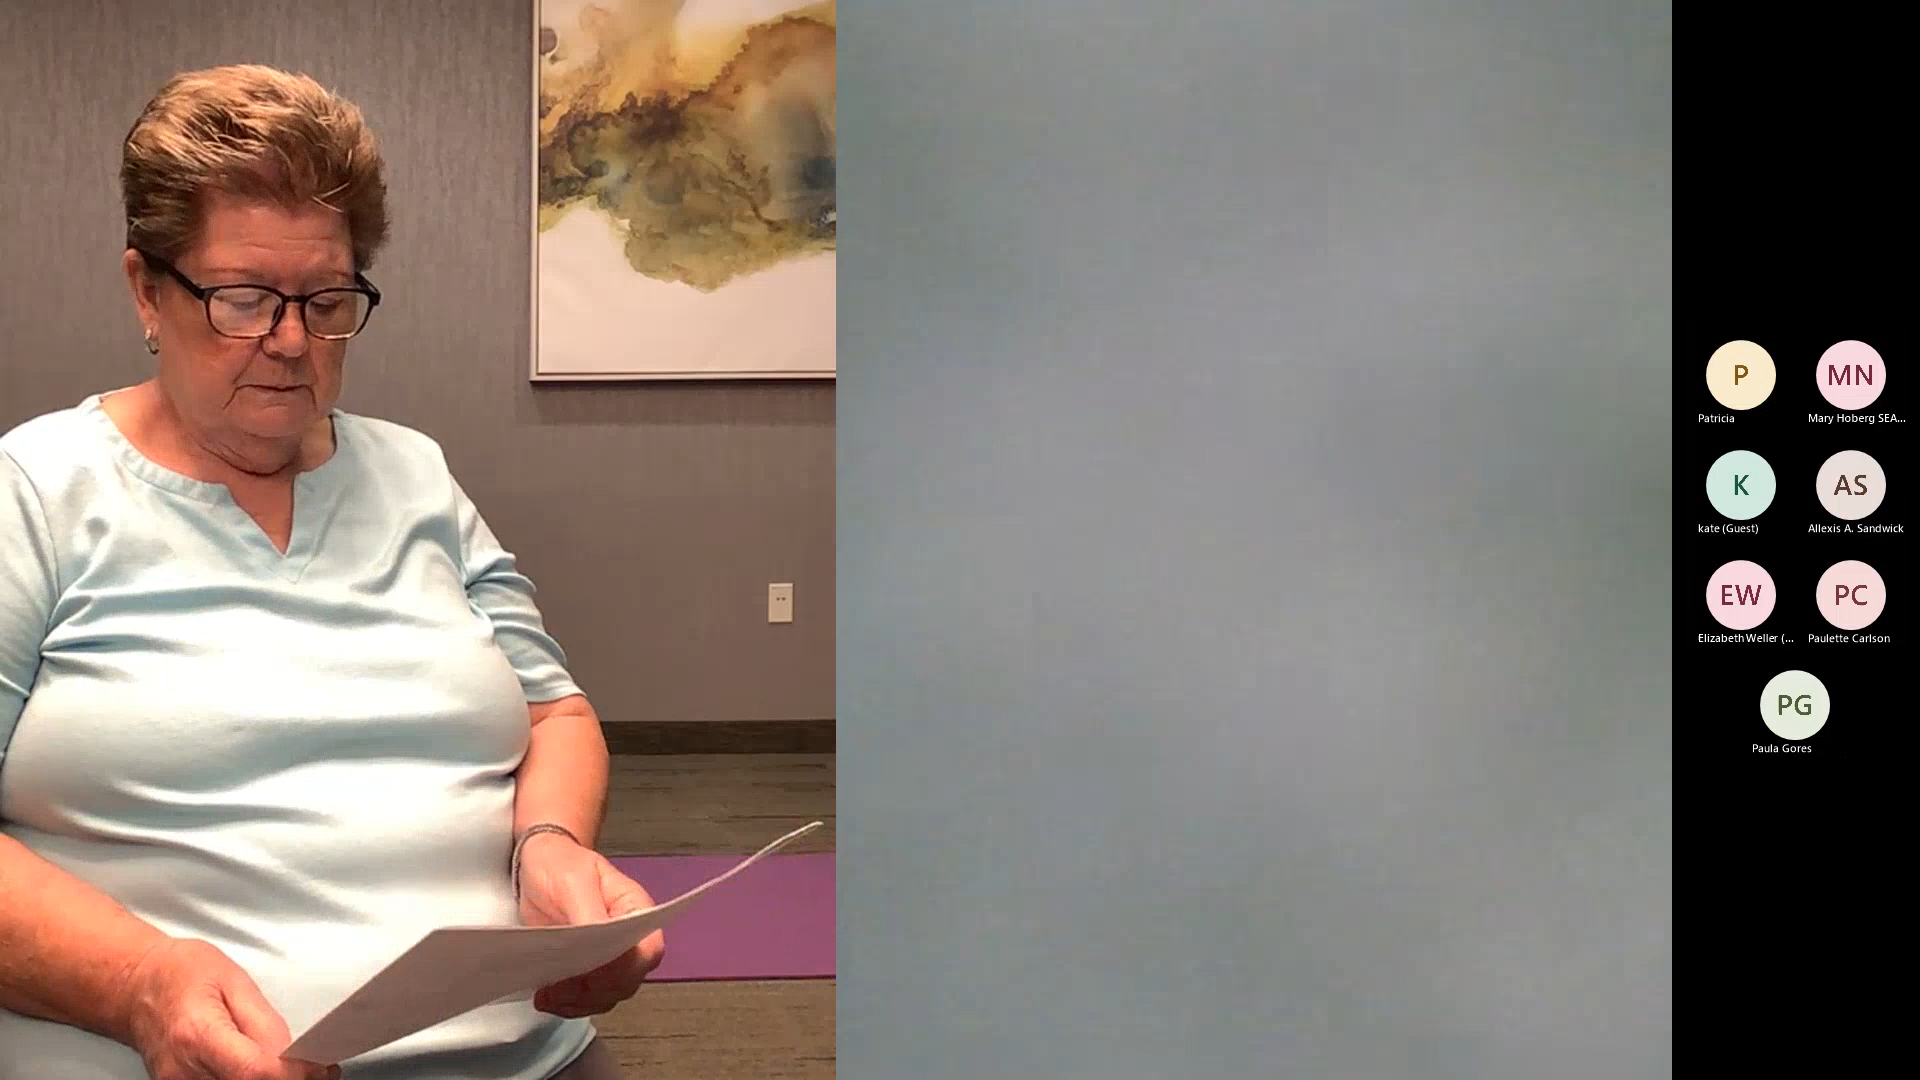 P
MN
Patricia
Mary Hoberg SEA...
K
AS
kate (Guest)
Allexis A. Sandwick
EW
PC
Elizabeth Weller (...
Paulette Carlson
PG
Paula Gores